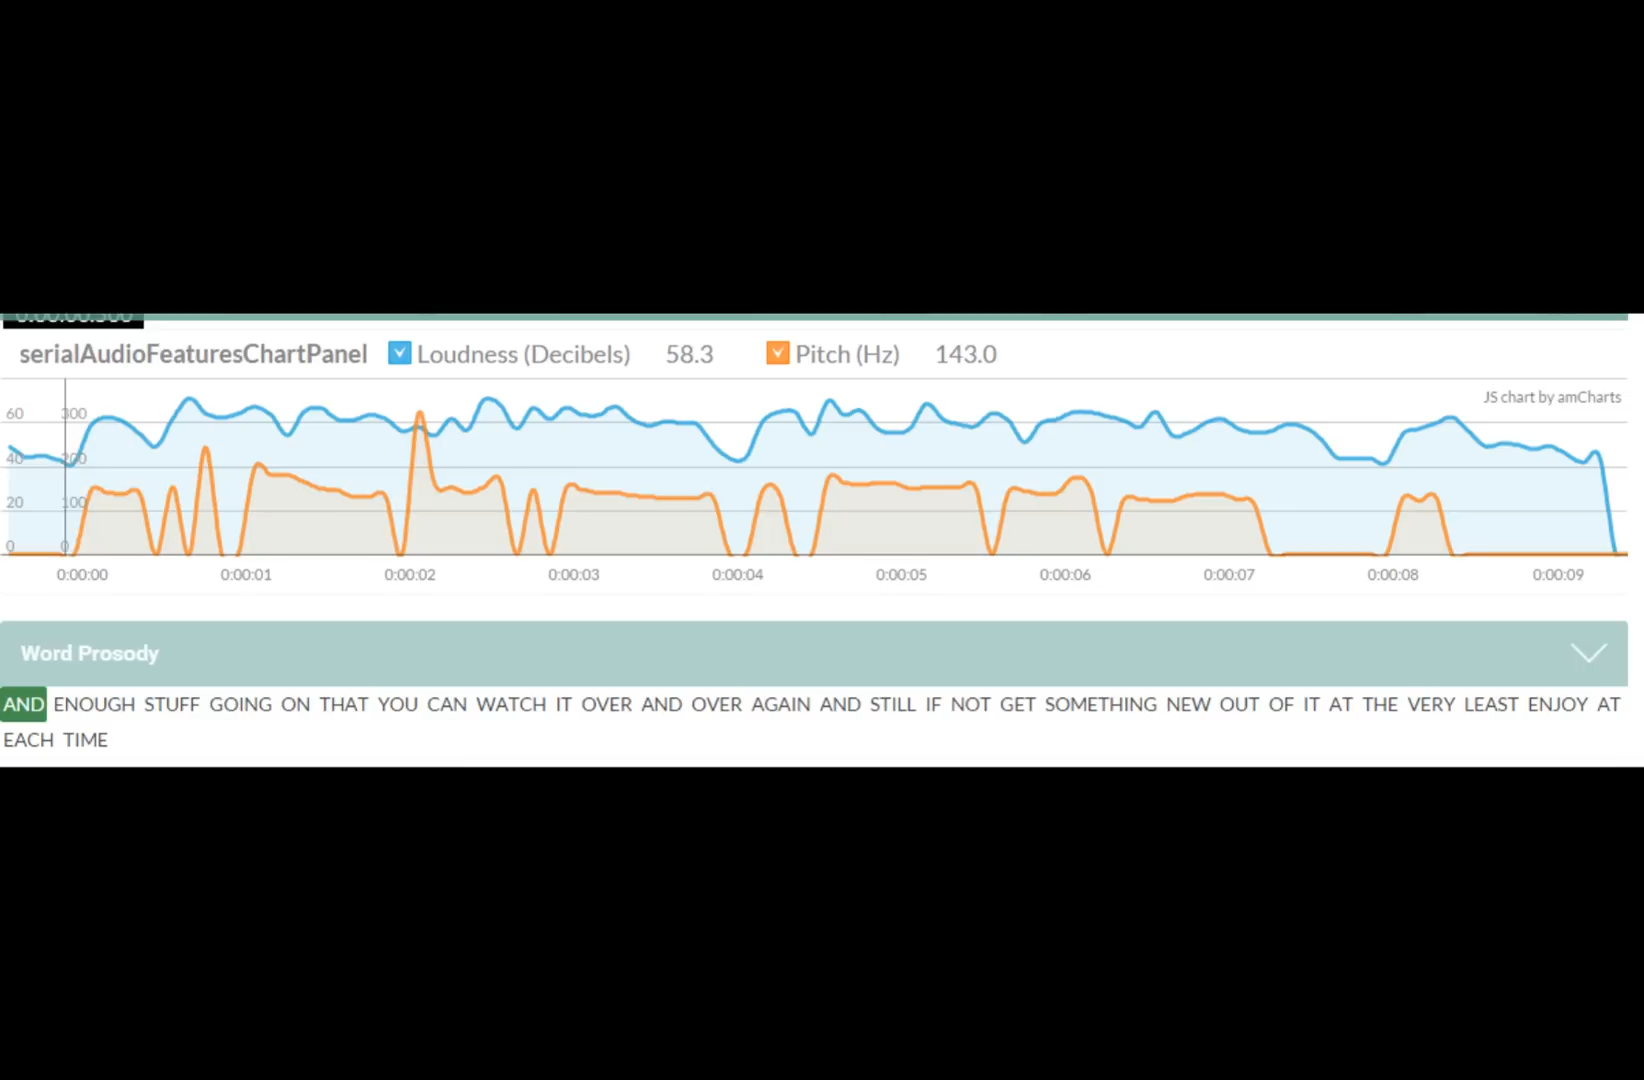 serialAudioFeaturesChartPanel Loudness (Decibels) 58.3 Pitch (Hz) 143.0
JS chart by amCharts
60 300
40 200
20 100
0 0
0:00:00 0:00:01 0:00:02 0:00:03 0:00:04 0:00:05 0:00:06 0:00:07 0:00:08 0:00:09
Word Prosody
AND ENOUGH STUFF GOING ON THAT YOU CAN WATCH IT OVER AND OVER AGAIN AND STILL IF NOT GET SOMETHING NEW OUT OF IT AT THE VERY LEAST ENJOY AT
EACH TIME